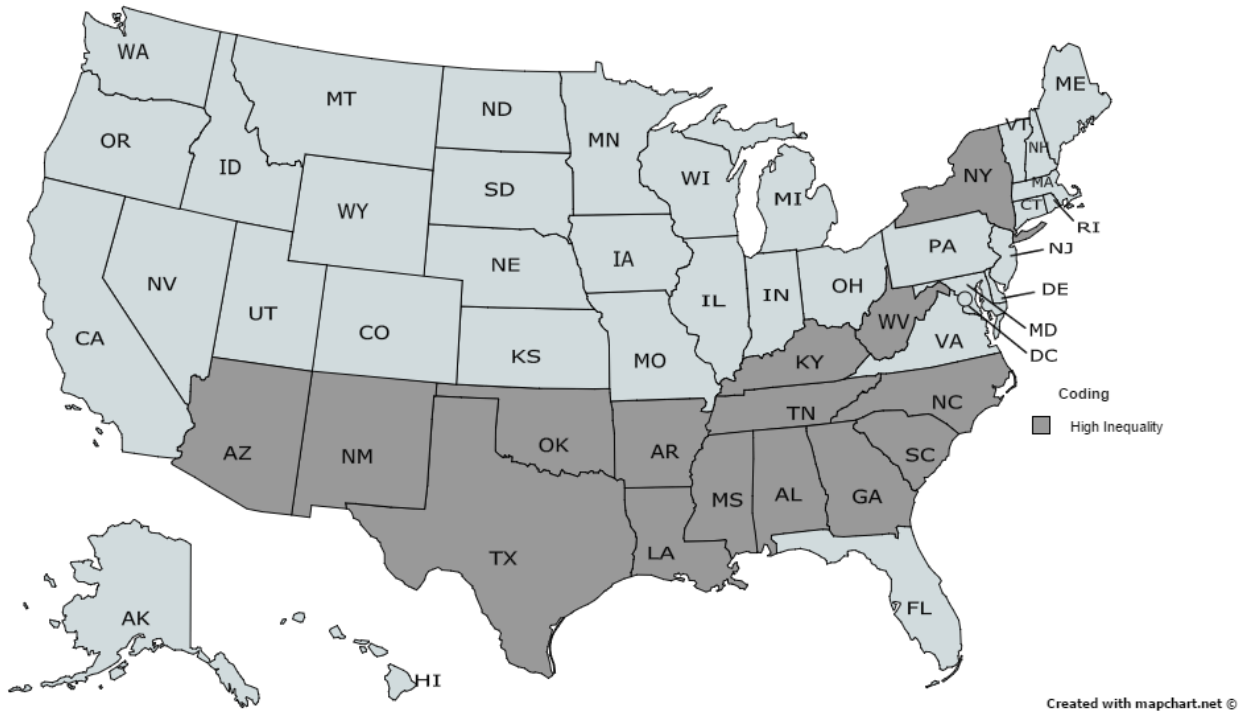 WA
MT
ND
MN
ME
OR
ID
WY
SD
WI
MI
VT
NH
NY
MA
CT
RI
NV
UT
CO
NE
IA
IL
IN
OH
PA
NJ
DE
CA
KS
MO
KY
WV
VA
MD
DC
AZ
NM
OK
AR
TN
NC
SC
Coding
High Inequality
TX
LA
MS
AL
GA
FL
AK
HI
Created with mapchart.net ©